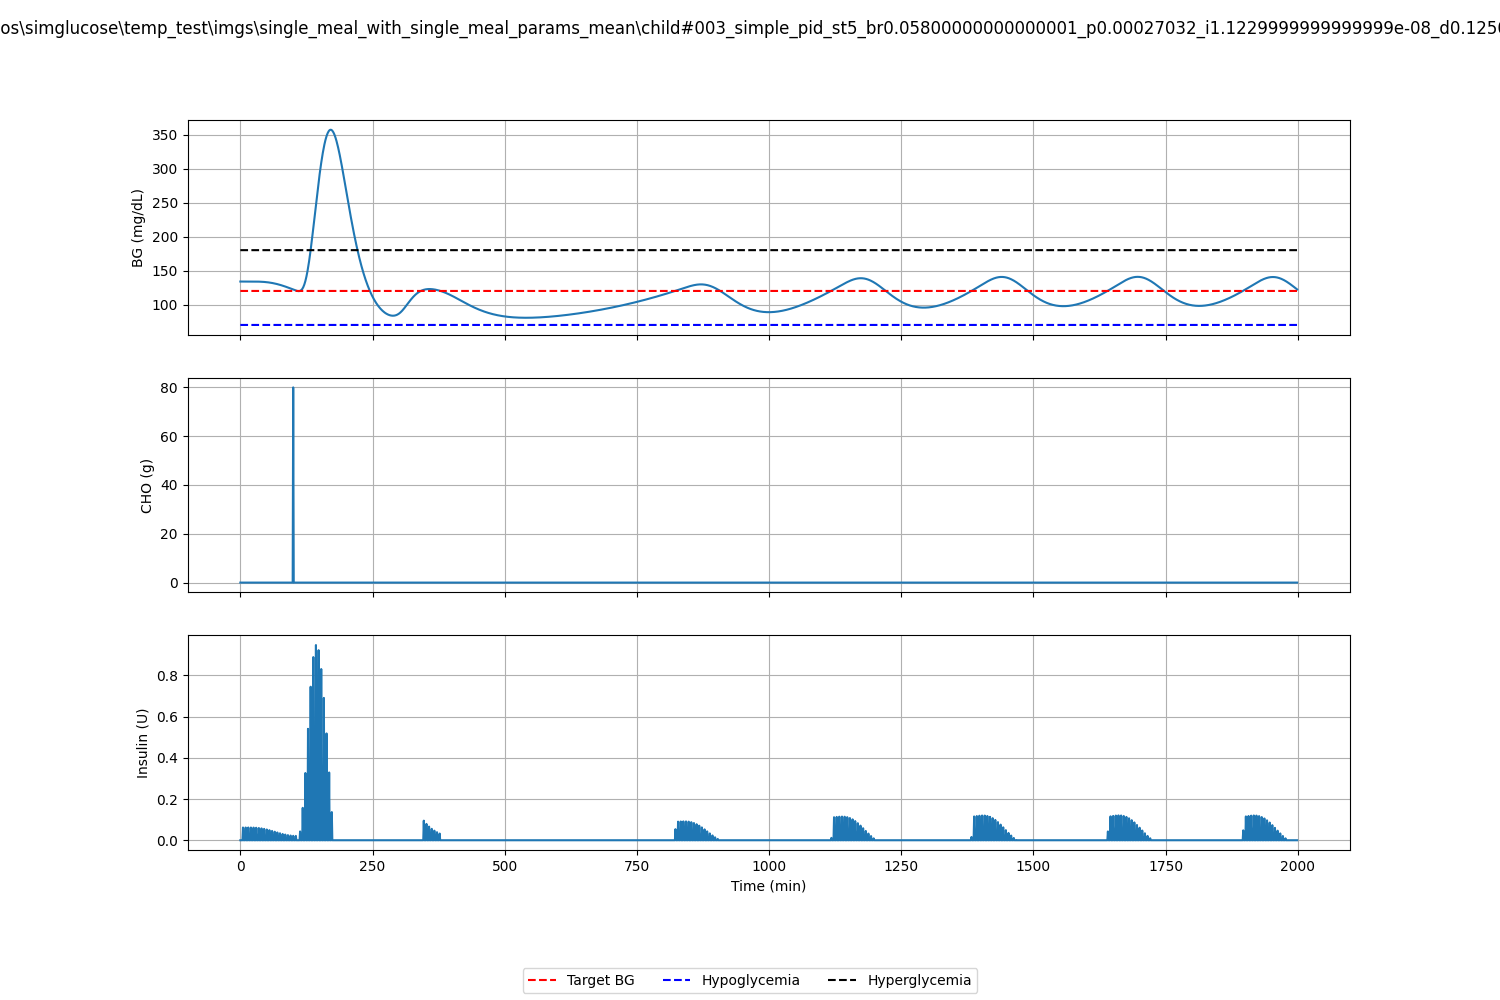 os\simglucose\temp_test\imgs\single_meal_with_single_meal_params_mean\child#003_simple_pid_st5_br0.05800000000000001_p0.00027032_i1.1229999999999999e-08_d0.125
350
300
250
200
150
100
BG (mg/dL)
80
60
40
20
0
CHO (g)
0.8
0.6
0.4
0.2
0.0
Insulin (U)
0 250 500 750 1000 1250 1500 1750 2000
Time (min)
Target BG Hypoglycemia Hyperglycemia